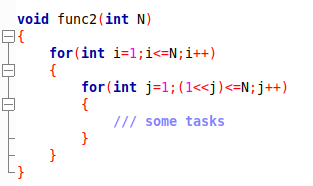 void func2(int N)
{
for(int i=1;i<=N;i++)
{
for(int j=1;(1<<j)<=N;j++)
{
/// some tasks
}
}
}